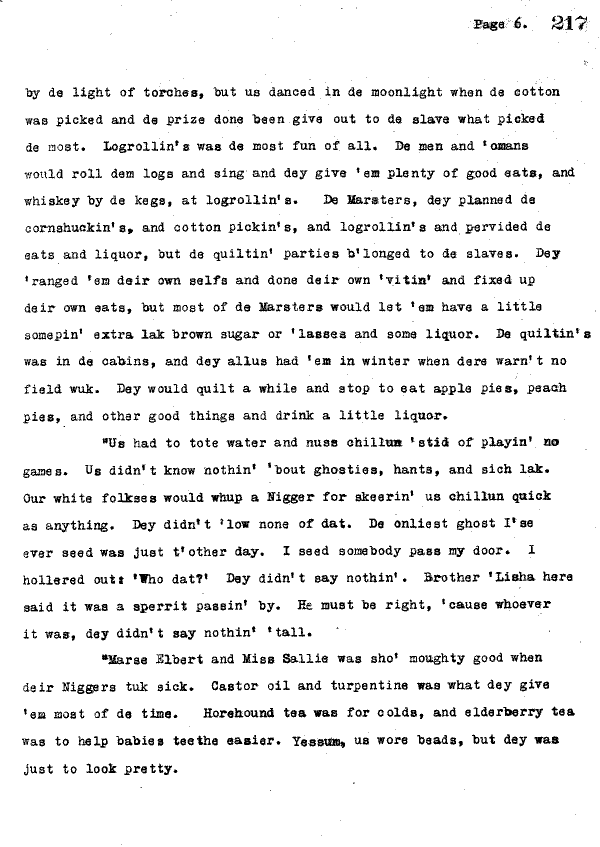 Page 6. 217
by de light of torches, but us danced in de moonlight when de cotton
was picked and de prize done been give out to de slave what picked
de most. Logrollin's was de most fun of all. De men and 'omans
would roll dem logs and sing and dey give 'em plenty of good eats, and
whiskey by de kegs, at logrollin's. De Marsters, dey planned de
cornshuckin's, and cotton pickin's, and logrollin's and pervided de
eats and liquor, but de quiltin' parties b'longed to de slaves. Dey
'ranged 'em deir own selfs and done deir own 'vitin' and fixed up
deir own eats, but most of de Marsters would let 'em have a little
somepin' extra lak brown sugar or 'lasses and some liquor. De quiltin's
was in de cabins, and dey allus had 'em in winter when dere warn't no
field wuk. Dey would quilt a while and stop to eat apple pies, peach
pies, and other good things and drink a little liquor.
"Us had to tote water and nuss chillun 'stid of playin' no
games. Us didn't know nothin' 'bout ghosties, hants, and sich lak.
Our white folkses would whup a Nigger for skeerin' us chillun quick
as anything. Dey didn't 'low none of dat. De onliest ghost I'se
ever seed was just t'other day. I seed somebody pass my door. I
hollered out: 'Who dat?' Dey didn't say nothin'. Brother 'Lisha here
said it was a sperrit passin' by. He must be right, 'cause whoever
it was, dey didn't say nothin' 'tall.
"Marse Elbert and Miss Sallie was sho' moughty good when
deir Niggers tuk sick. Castor oil and turpentine was what dey give
'em most of de time. Horehound tea was for colds, and elderberry tea
was to help babies teethe easier. Yessum, us wore beads, but dey was
just to look pretty.